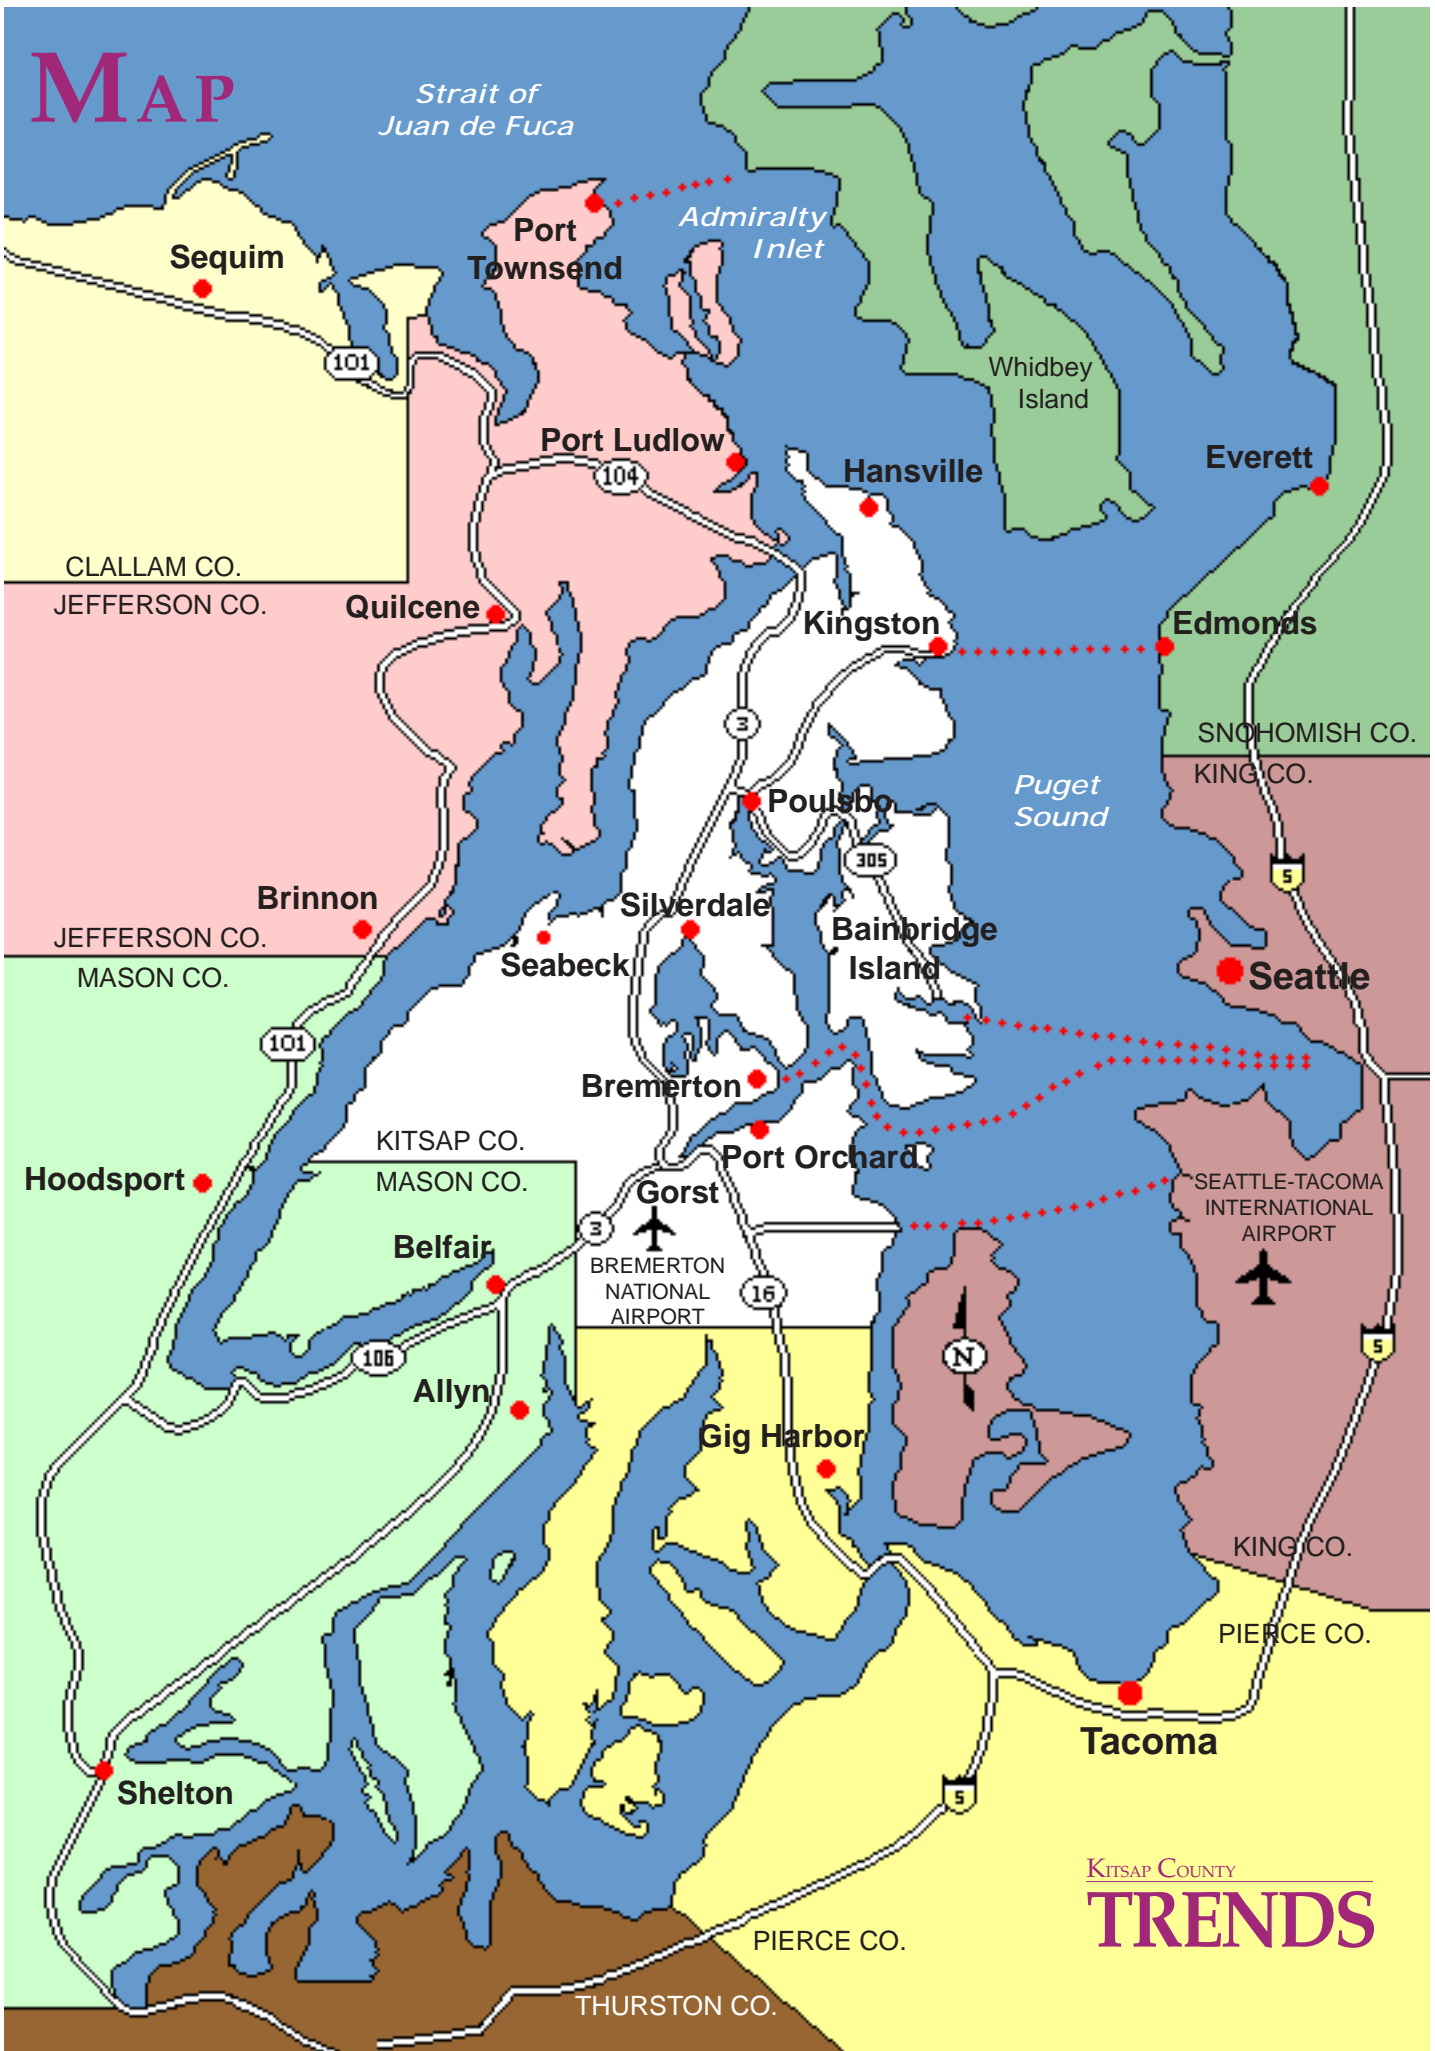 MAP
Strait of
Juan de Fuca
Admiralty
Inlet
Port
Townsend
Sequim
101
Whidbey
Island
Port Ludlow
104
Hansville
Everett
CLALLAM CO.
JEFFERSON CO.
Quilcene
Kingston
Edmonds
3
SNOHOMISH CO.
KING CO.
Puget
Sound
Poulsbo
305
5
Brinnon
Silverdale
Bainbridge
Island
JEFFERSON CO.
MASON CO.
Seabeck
Seattle
101
Bremerton
KITSAP CO.
MASON CO.
Port Orchard
Hoodsport
Gorst
SEATTLE-TACOMA
INTERNATIONAL
AIRPORT
3
Belfair
BREMERTON
NATIONAL
AIRPORT
16
106
N
5
Allyn
Gig Harbor
KING CO.
PIERCE CO.
Tacoma
Shelton
5
KITSAP COUNTY
TRENDS
PIERCE CO.
THURSTON CO.